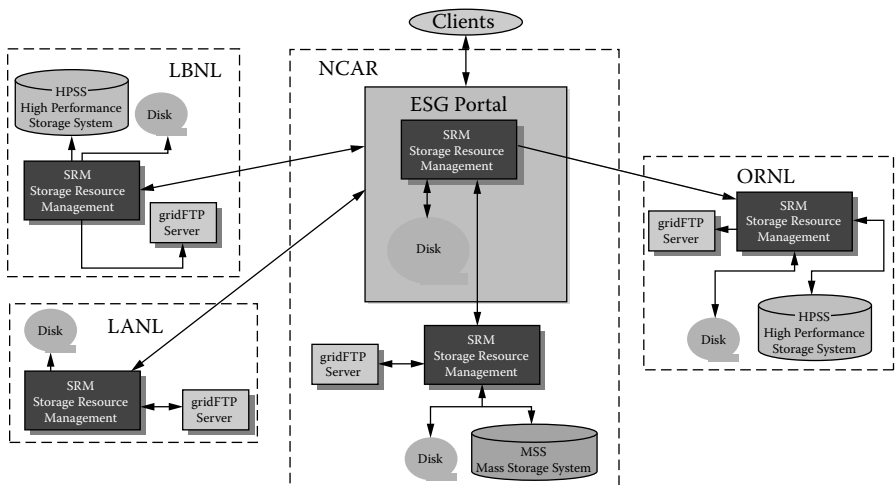 Clients
LBNL
HPSS
High Performance
Storage System
Disk
SRM
Storage Resource
Management
gridFTP
Server
LANL
Disk
SRM
Storage Resource
Management
gridFTP
Server
NCAR
ESG Portal
SRM
Storage Resource
Management
Disk
SRM
Storage Resource
Management
gridFTP
Server
Disk
MSS
Mass Storage System
ORNL
SRM
Storage Resource
Management
gridFTP
Server
Disk
HPSS
High Performance
Storage System